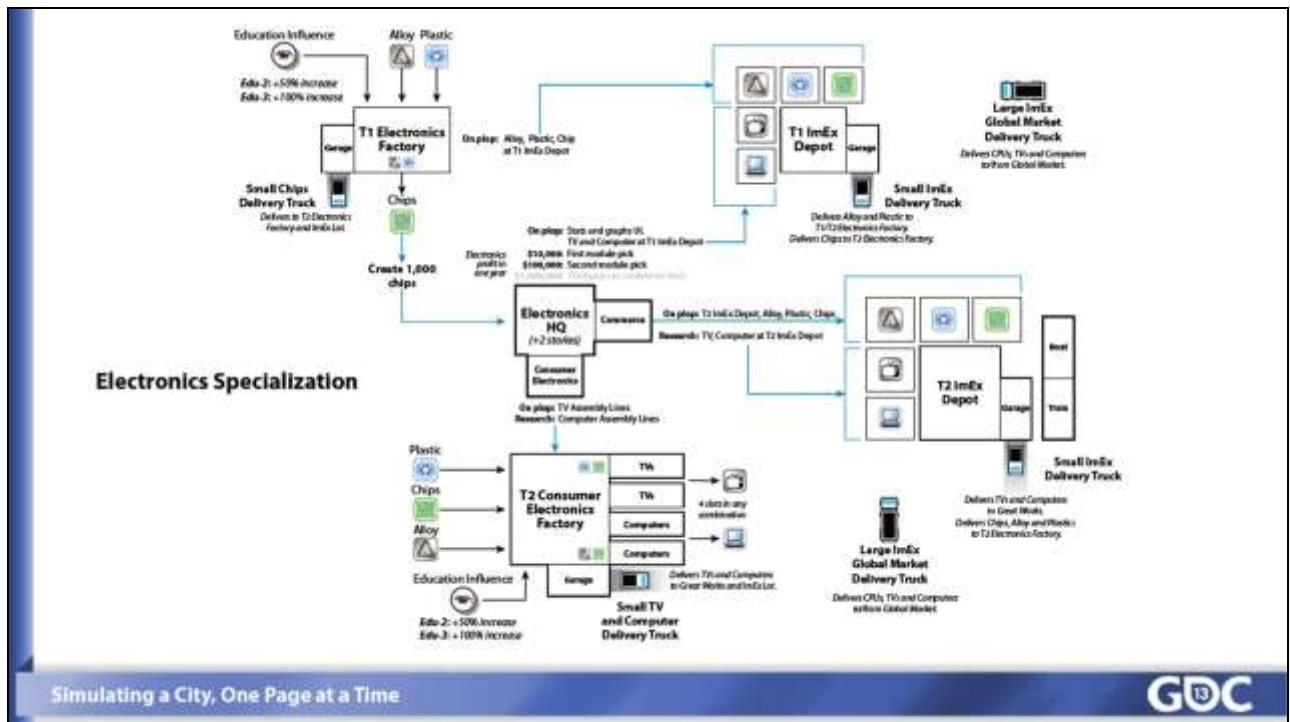 Education Influence
Edu-2: +50% increase
Edu-3: +100% increase
Alloy Plastic
T1 Electronics
Factory
Garage
Small Chips
Delivery Truck
Delivers to T2 Electronics
Factory and ImEx Lot.
Chips
Create 1,000
chips
On plop: Alloy, Plastic, Chip
at T1 ImEx Depot
T1 ImEx
Depot
Garage
Small ImEx
Delivery Truck
Delivers Alloy and Plastic to
T1/T2 Electronics Factory.
Delivers Chips to T2 Electronics Factory.
Large ImEx
Global Market
Delivery Truck
Delivers CPUs, TVs and Computers
to/from Global Market.
On plop: Stats and graphs UI.
TV and Computer at T1 ImEx Depot
Electronics
profit in
one year
$10,000: First module pick
$100,000: Second module pick
Electronics
HQ
(+2 stories)
Commerce
Consumer
Electronics
On plop: T2 ImEx Depot, Alloy, Plastic, Chips
Research: TV, Computer at T2 ImEx Depot
T2 ImEx
Depot
Garage
Boat
Train
Small ImEx
Delivery Truck
Delivers TVs and Computers
to Great Works.
Delivers Chips, Alloy and Plastics
to T2 Electronics Factory.
Large ImEx
Global Market
Delivery Truck
Delivers CPUs, TVs and Computers
to/from Global Market.
Electronics Specialization
On plop: TV Assembly Lines
Research: Computer Assembly Lines
Plastic
Chips
Alloy
T2 Consumer
Electronics
Factory
TVs
TVs
Computers
Computers
4 slots in any
combination
Garage
Delivers TVs and Computers
to Great Works and ImEx Lot.
Small TV
and Computer
Delivery Truck
Education Influence
Edu-2: +50% increase
Edu-3: +100% increase
Simulating a City, One Page at a Time
GDC
13